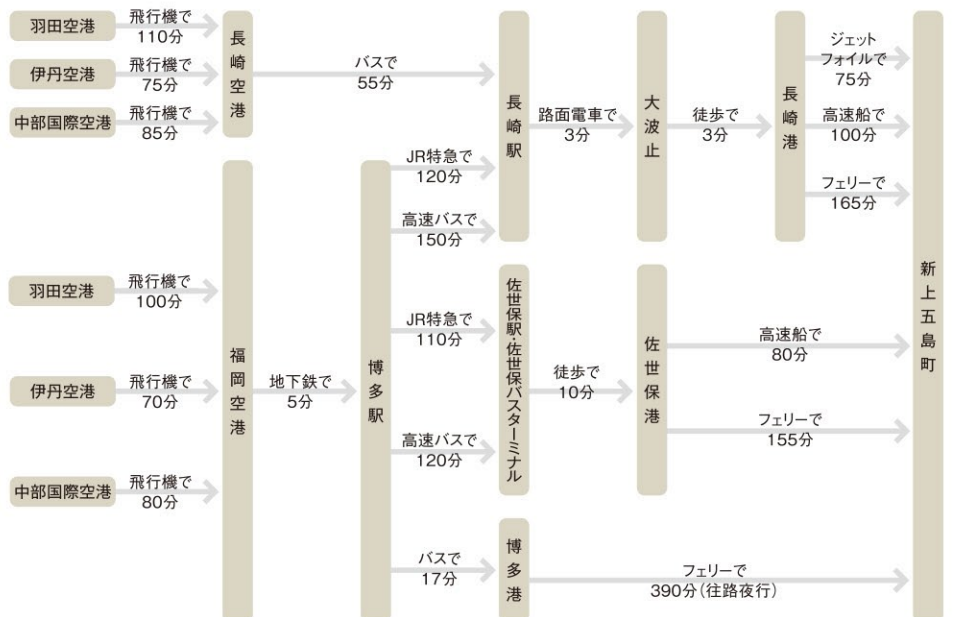 羽田空港
飛行機で
110分
伊丹空港
飛行機で
75分
中部国際空港
飛行機で
85分
長崎空港
バスで
55分
長崎駅
路面電車で
3分
大波止
徒歩で
3分
長崎港
ジェット
フォイルで
75分
高速船で
100分
フェリーで
165分
新上五島町
羽田空港
飛行機で
100分
伊丹空港
飛行機で
70分
中部国際空港
飛行機で
80分
福岡空港
地下鉄で
5分
博多駅
JR特急で
120分
高速バスで
150分
JR特急で
110分
高速バスで
120分
佐世保駅・佐世保バスターミナル
徒歩で
10分
佐世保港
高速船で
80分
フェリーで
155分
バスで
17分
博多港
フェリーで
390分(往路夜行)